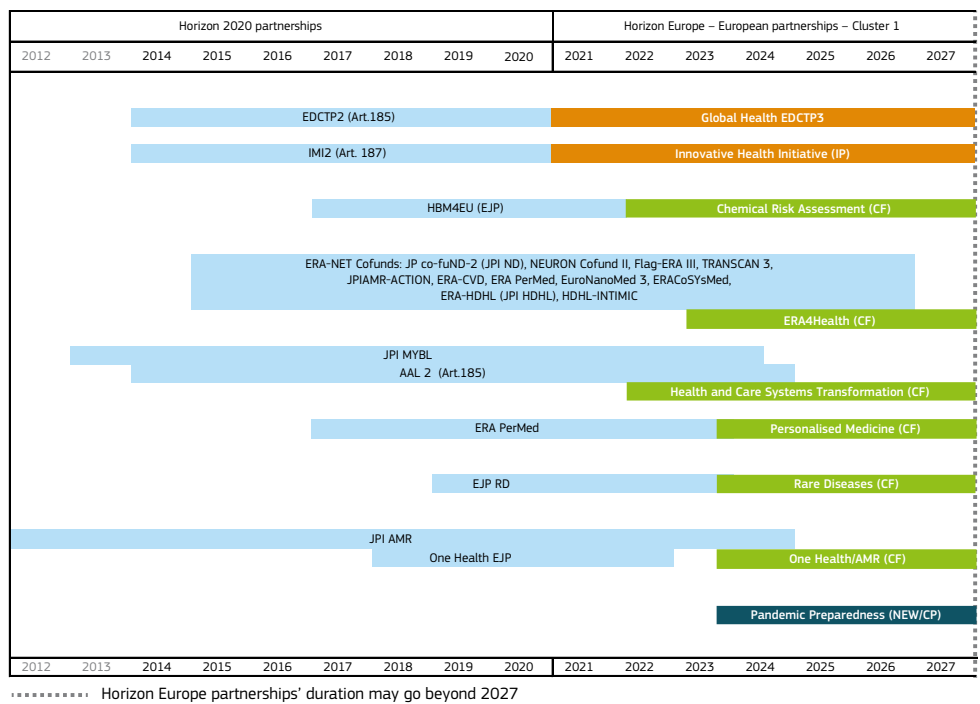 Horizon 2020 partnerships
Horizon Europe – European partnerships – Cluster 1
2012 2013 2014 2015 2016 2017 2018 2019 2020 2021 2022 2023 2024 2025 2026 2027
EDCTP2 (Art.185)
Global Health EDCTP3
IMI2 (Art. 187)
Innovative Health Initiative (IP)
HBM4EU (EJP)
Chemical Risk Assessment (CF)
ERA-NET Cofunds: JP co-fuND-2 (JPI ND), NEURON Cofund II, Flag-ERA III, TRANSCAN 3,
JPIAMR-ACTION, ERA-CVD, ERA PerMed, EuroNanoMed 3, ERACoSYsMed,
ERA-HDHL (JPI HDHL), HDHL-INTIMIC
ERA4Health (CF)
JPI MYBL
AAL 2 (Art.185)
Health and Care Systems Transformation (CF)
ERA PerMed
Personalised Medicine (CF)
EJP RD
Rare Diseases (CF)
JPI AMR
One Health EJP
One Health/AMR (CF)
Pandemic Preparedness (NEW/CP)
2012 2013 2014 2015 2016 2017 2018 2019 2020 2021 2022 2023 2024 2025 2026 2027
Horizon Europe partnerships’ duration may go beyond 2027